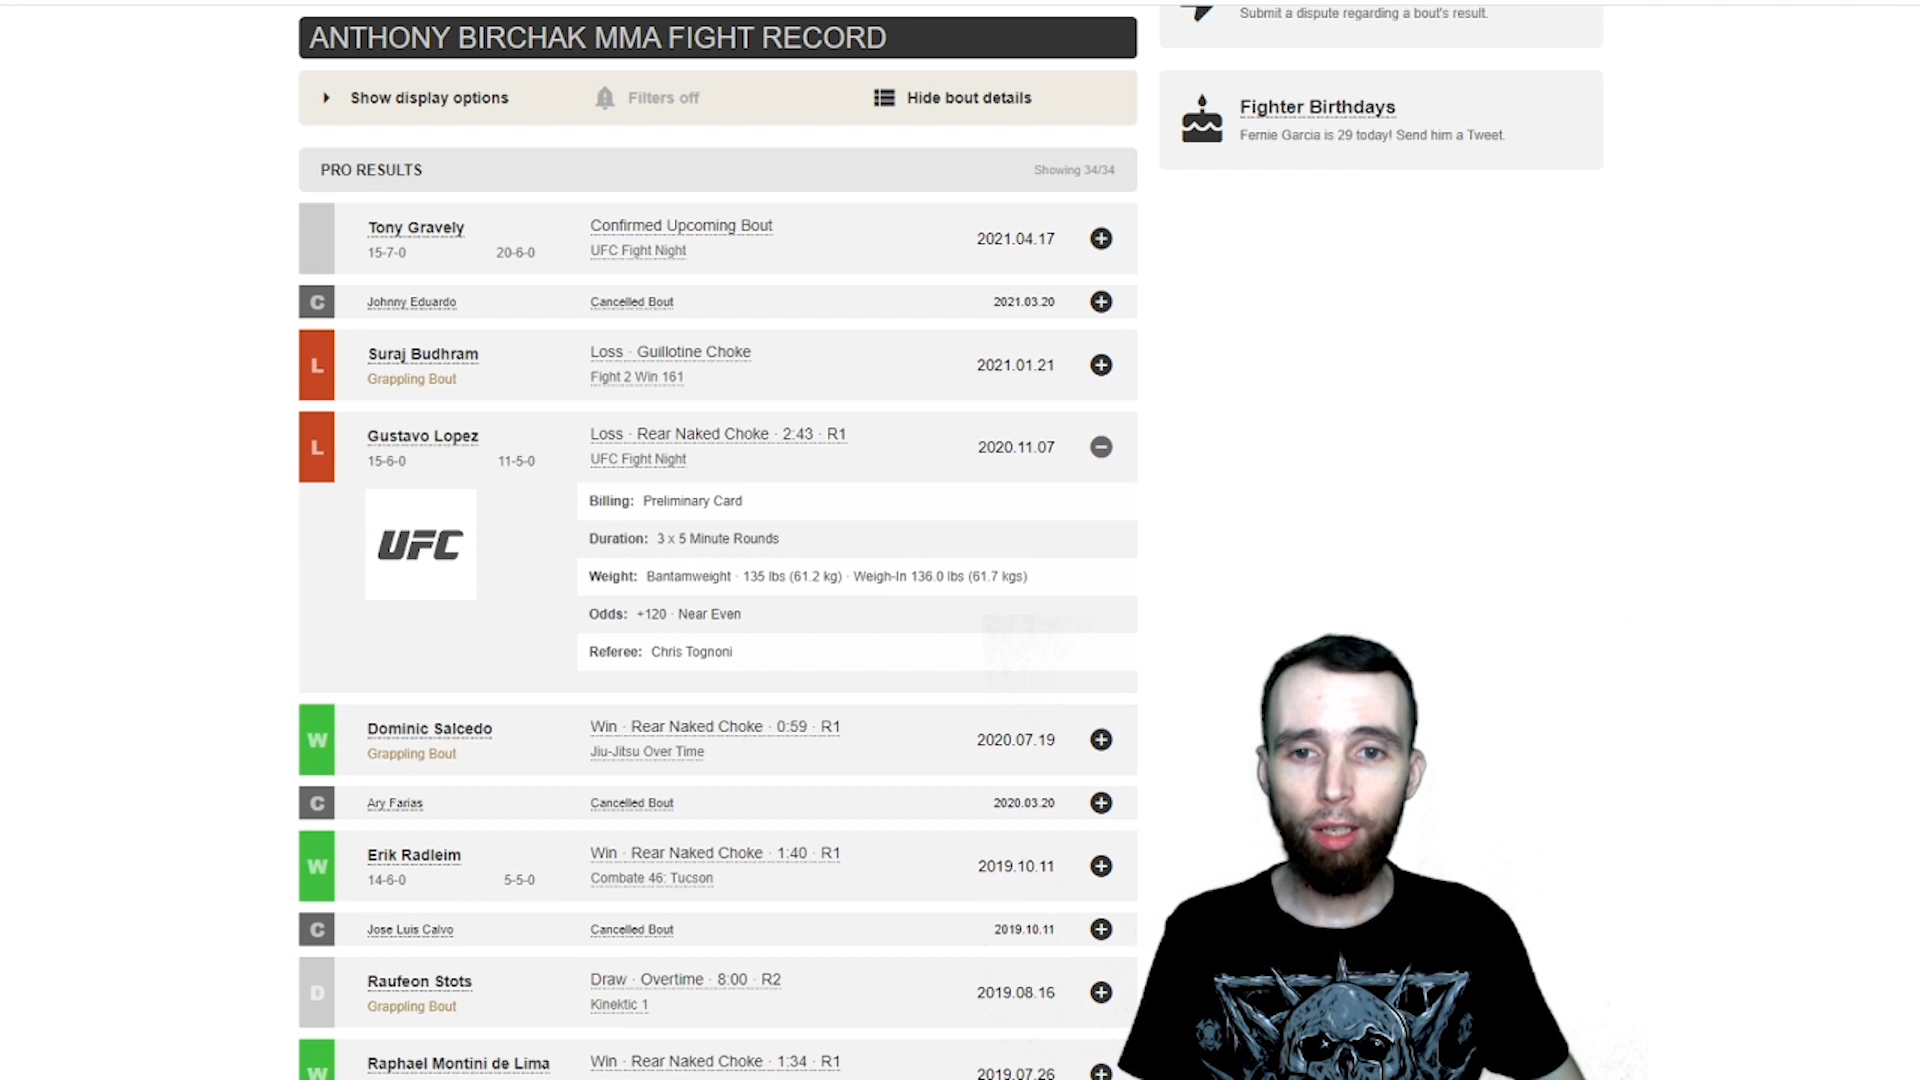 Submit a dispute regarding a bout's result.
ANTHONY BIRCHAK MMA FIGHT RECORD
Show display options
Filters off
Hide bout details
Fighter Birthdays
Fernie Garcia is 29 today! Send him a Tweet.
PRO RESULTS
Showing 34/34
Tony Gravely
15-7-0
20-6-0
Confirmed Upcoming Bout
UFC Fight Night
2021.04.17
C
Johnny Eduardo
Cancelled Bout
2021.03.20
L
Suraj Budhram
Grappling Bout
Loss · Guillotine Choke
Fight 2 Win 161
2021.01.21
L
Gustavo Lopez
15-6-0
11-5-0
Loss · Rear Naked Choke · 2:43 · R1
UFC Fight Night
2020.11.07
UFC
Billing: Preliminary Card
Duration: 3 x 5 Minute Rounds
Weight: Bantamweight · 135 lbs (61.2 kg) · Weigh-In 136.0 lbs (61.7 kgs)
Odds: +120 · Near Even
Referee: Chris Tognoni
W
Dominic Salcedo
Grappling Bout
Win · Rear Naked Choke · 0:59 · R1
Jiu-Jitsu Over Time
2020.07.19
C
Ary Farias
Cancelled Bout
2020.03.20
W
Erik Radleim
14-6-0
5-5-0
Win · Rear Naked Choke · 1:40 · R1
Combate 46: Tucson
2019.10.11
C
Jose Luis Calvo
Cancelled Bout
2019.10.11
D
Raufeon Stots
Grappling Bout
Draw · Overtime · 8:00 · R2
Kinektic 1
2019.08.16
W
Raphael Montini de Lima
Win · Rear Naked Choke · 1:34 · R1
2019.07.26